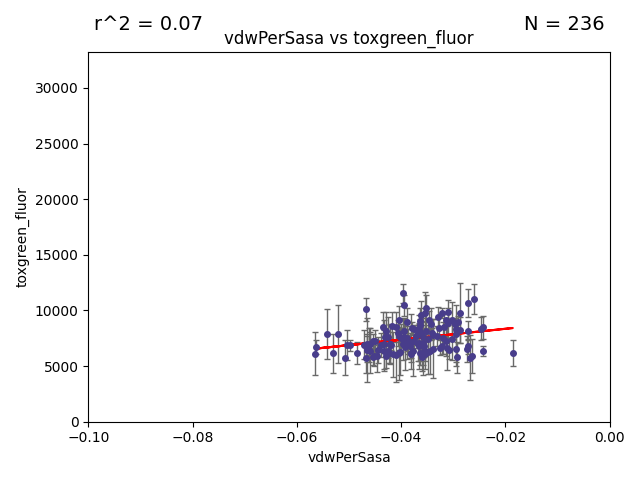 r^2 = 0.07
N = 236
vdwPerSasa vs toxgreen_fluor
30000
25000
20000
15000
10000
5000
0
toxgreen_fluor
−0.10
−0.08
−0.06
−0.04
−0.02
0.00
vdwPerSasa